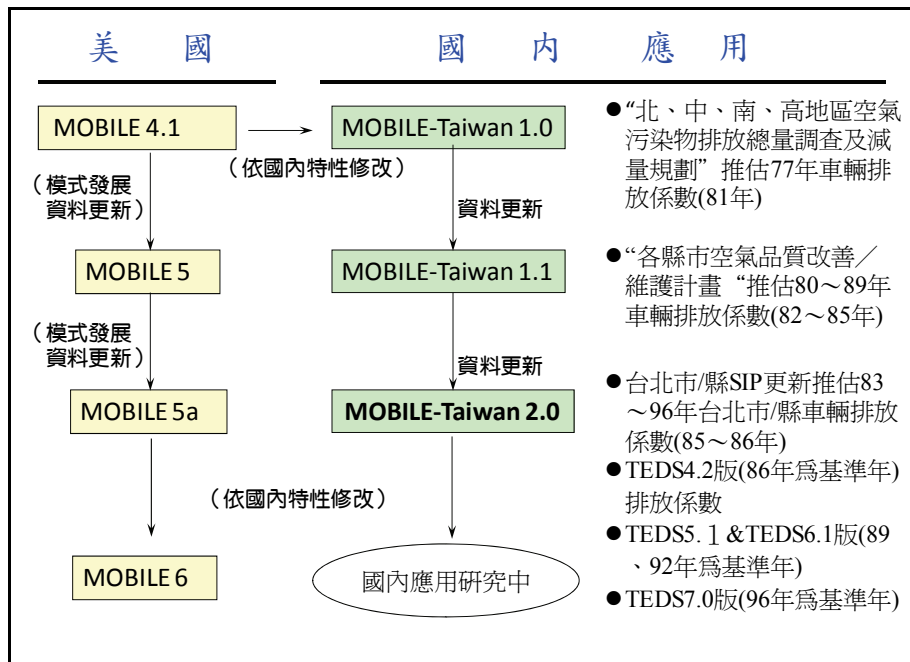 美 國
國 內 應 用
MOBILE 4.1
MOBILE-Taiwan 1.0
(依國內特性修改)
(模式發展
資料更新)
資料更新
MOBILE 5
MOBILE-Taiwan 1.1
(模式發展
資料更新)
資料更新
MOBILE 5a
MOBILE-Taiwan 2.0
(依國內特性修改)
MOBILE 6
國內應用研究中
●“北、中、南、高地區空氣
污染物排放總量調查及減
量規劃”推估77年車輛排
放係數(81年)
●“各縣市空氣品質改善／
維護計畫“推估80～89年
車輛排放係數(82～85年)
●台北市/縣SIP更新推估83
～96年台北市/縣車輛排放
係數(85～86年)
●TEDS4.2版(86年爲基準年)
排放係數
●TEDS5.１&TEDS6.1版(89
、92年爲基準年)
●TEDS7.0版(96年爲基準年)